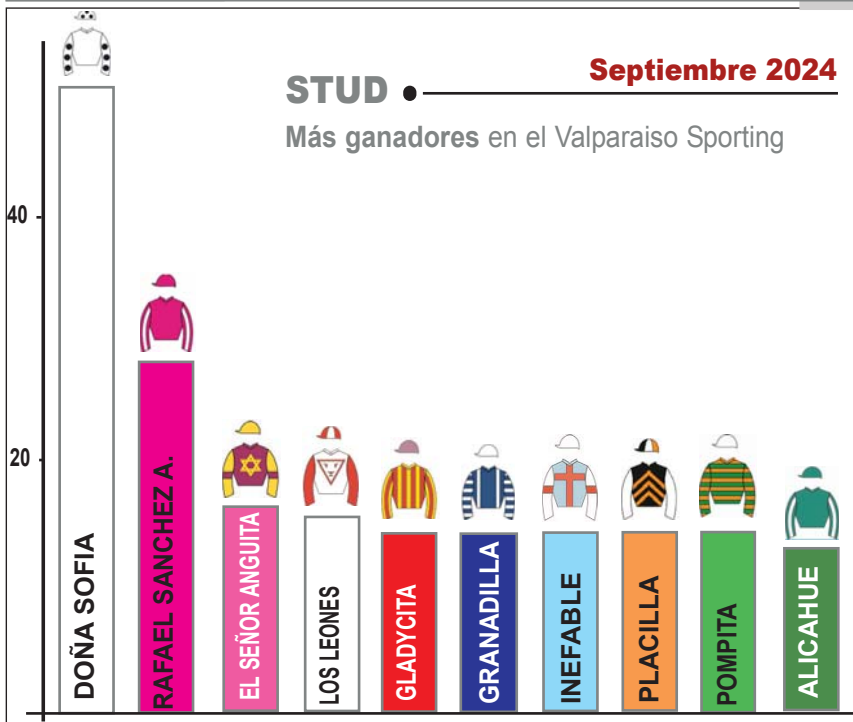 Septiembre 2024
STUD
Más ganadores en el Valparaiso Sporting
40
20
DOÑA SOFIA
RAFAEL SANCHEZ A.
EL SEÑOR ANGUITA
LOS LEONES
GLADYCITA
GRANADILLA
INEFABLE
PLACILLA
POMPITA
ALICAHUE